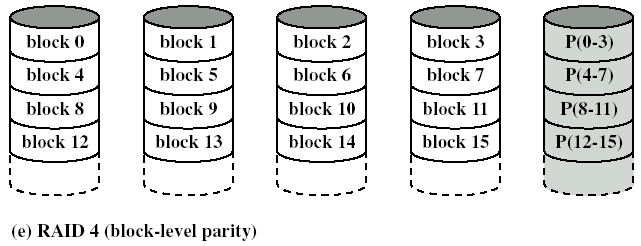 block 0 block 1 block 2 block 3 P(0-3)
block 4 block 5 block 6 block 7 P(4-7)
block 8 block 9 block 10 block 11 P(8-11)
block 12 block 13 block 14 block 15 P(12-15)
(e) RAID 4 (block-level parity)